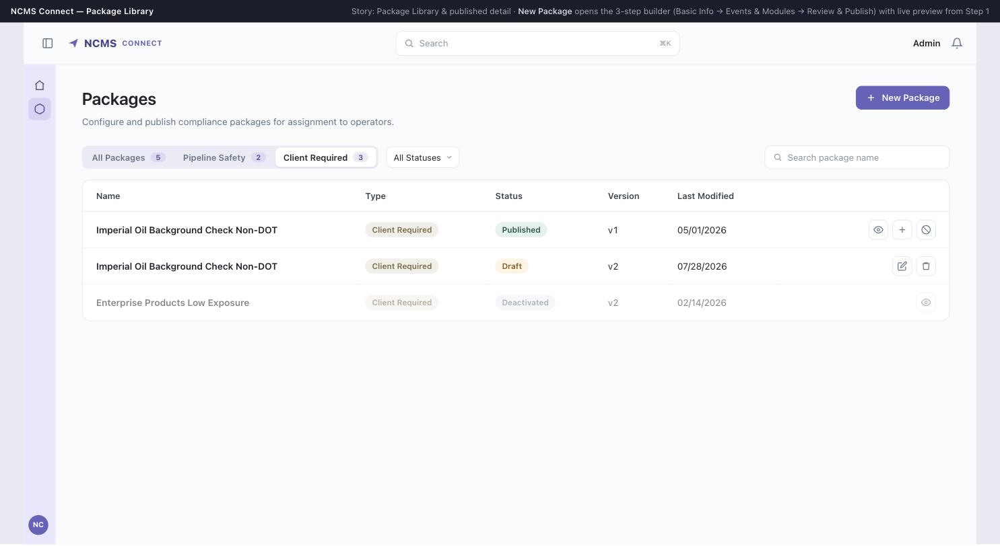 NCMS Connect — Package Library
Story: Package Library & published detail · New Package opens the 3-step builder (Basic Info → Events & Modules → Review & Publish) with live preview from Step 1
NCMS CONNECT
Search
⌘K
Admin
Packages
New Package
Configure and publish compliance packages for assignment to operators.
All Packages 5
Pipeline Safety 2
Client Required 3
All Statuses
Search package name
Name Type Status Version Last Modified
Imperial Oil Background Check Non-DOT Client Required Published v1 05/01/2026
Imperial Oil Background Check Non-DOT Client Required Draft v2 07/28/2026
Enterprise Products Low Exposure Client Required Deactivated v2 02/14/2026
NC